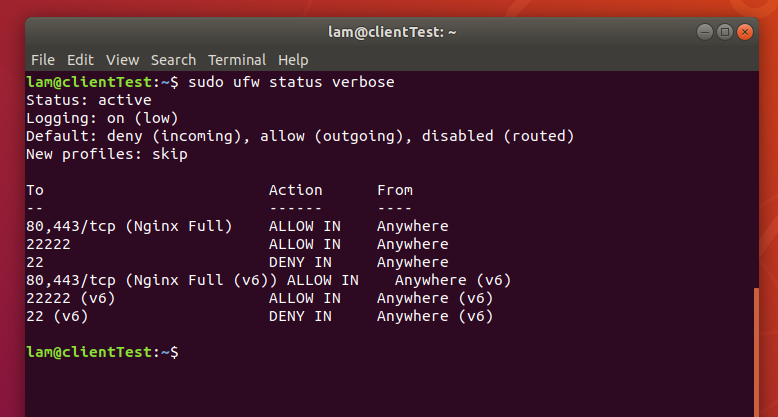 lam@clientTest: ~
File Edit View Search Terminal Help
lam@clientTest:~$ sudo ufw status verbose
Status: active
Logging: on (low)
Default: deny (incoming), allow (outgoing), disabled (routed)
New profiles: skip
To                         Action      From
--                         ------      ----
80,443/tcp (Nginx Full)    ALLOW IN    Anywhere
22222                      ALLOW IN    Anywhere
22                         DENY IN     Anywhere
80,443/tcp (Nginx Full (v6)) ALLOW IN    Anywhere (v6)
22222 (v6)                 ALLOW IN    Anywhere (v6)
22 (v6)                    DENY IN     Anywhere (v6)
lam@clientTest:~$